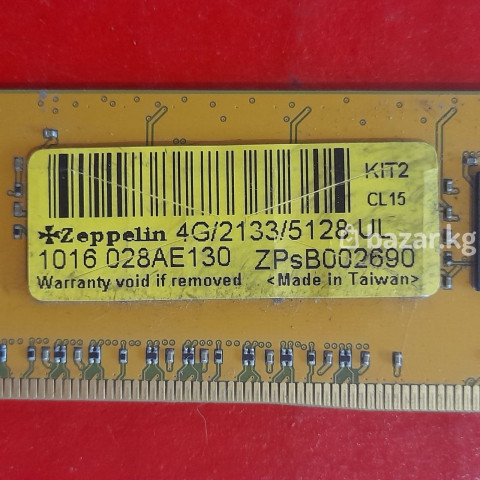 KIT2
CL15
Zeppelin 4G/2133/5128 UL
1016 028AE130 ZPsB002690
Warranty void if removed <Made in Taiwan>
bazar.kg